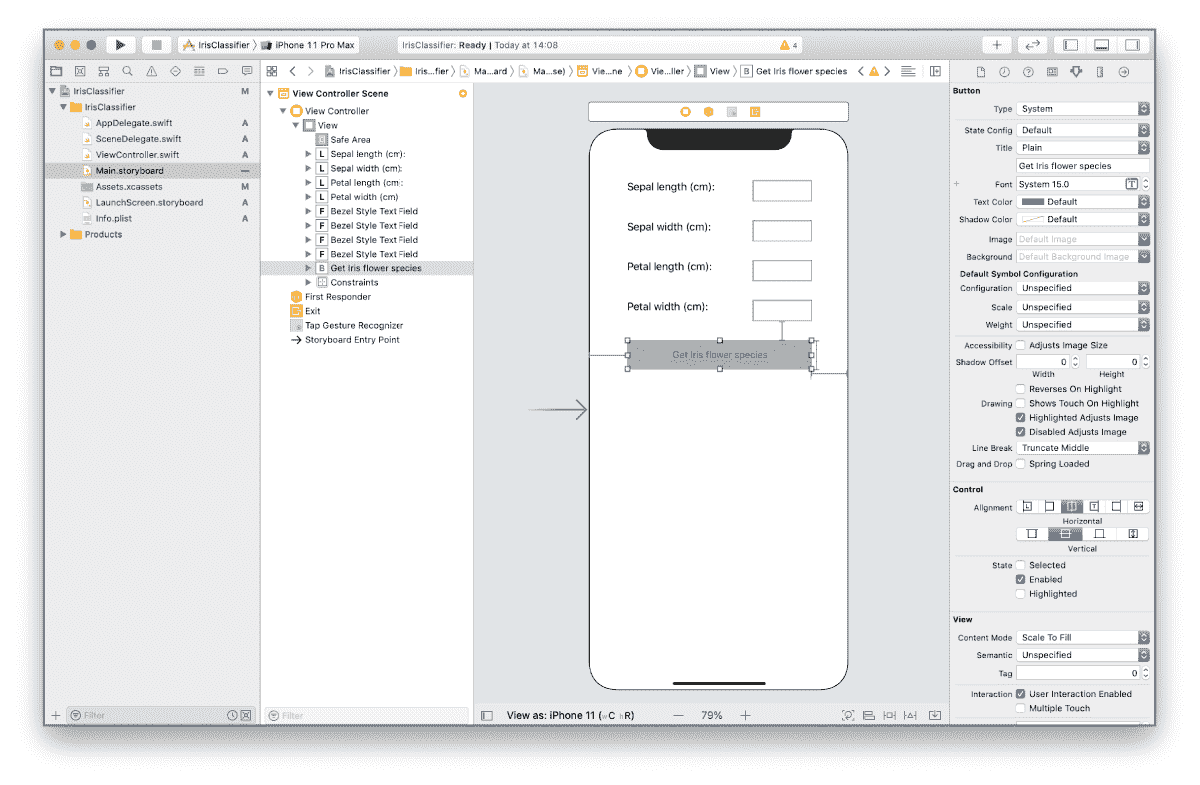 IrisClassifier
iPhone 11 Pro Max
IrisClassifier: Ready | Today at 14:08
4
IrisClassifier
Iris...fier
Ma...ard
Ma...se)
Vie...ne
Vie...ller
View
B
Get Iris flower species
IrisClassifier M
IrisClassifier
AppDelegate.swift A
SceneDelegate.swift A
ViewController.swift A
Main.storyboard —
Assets.xcassets M
LaunchScreen.storyboard A
Info.plist A
Products
Filter
View Controller Scene
View Controller
View
Safe Area
L Sepal length (cm):
L Sepal width (cm):
L Petal length (cm):
L Petal width (cm)
F Bezel Style Text Field
F Bezel Style Text Field
F Bezel Style Text Field
F Bezel Style Text Field
B Get Iris flower species
Constraints
First Responder
Exit
Tap Gesture Recognizer
Storyboard Entry Point
Filter
Sepal length (cm):
Sepal width (cm):
Petal length (cm):
Petal width (cm):
Get Iris flower species
View as: iPhone 11 (wC hR)
— 79% +
Button
Type System
State Config Default
Title Plain
Get Iris flower species
+ Font System 15.0 T
Text Color Default
Shadow Color Default
Image Default Image
Background Default Background Image
Default Symbol Configuration
Configuration Unspecified
Scale Unspecified
Weight Unspecified
Accessibility Adjusts Image Size
Shadow Offset 0 0
Width Height
Reverses On Highlight
Drawing Shows Touch On Highlight
Highlighted Adjusts Image
Disabled Adjusts Image
Line Break Truncate Middle
Drag and Drop Spring Loaded
Control
Alignment
Horizontal
Vertical
State Selected
Enabled
Highlighted
View
Content Mode Scale To Fill
Semantic Unspecified
Tag 0
Interaction User Interaction Enabled
Multiple Touch